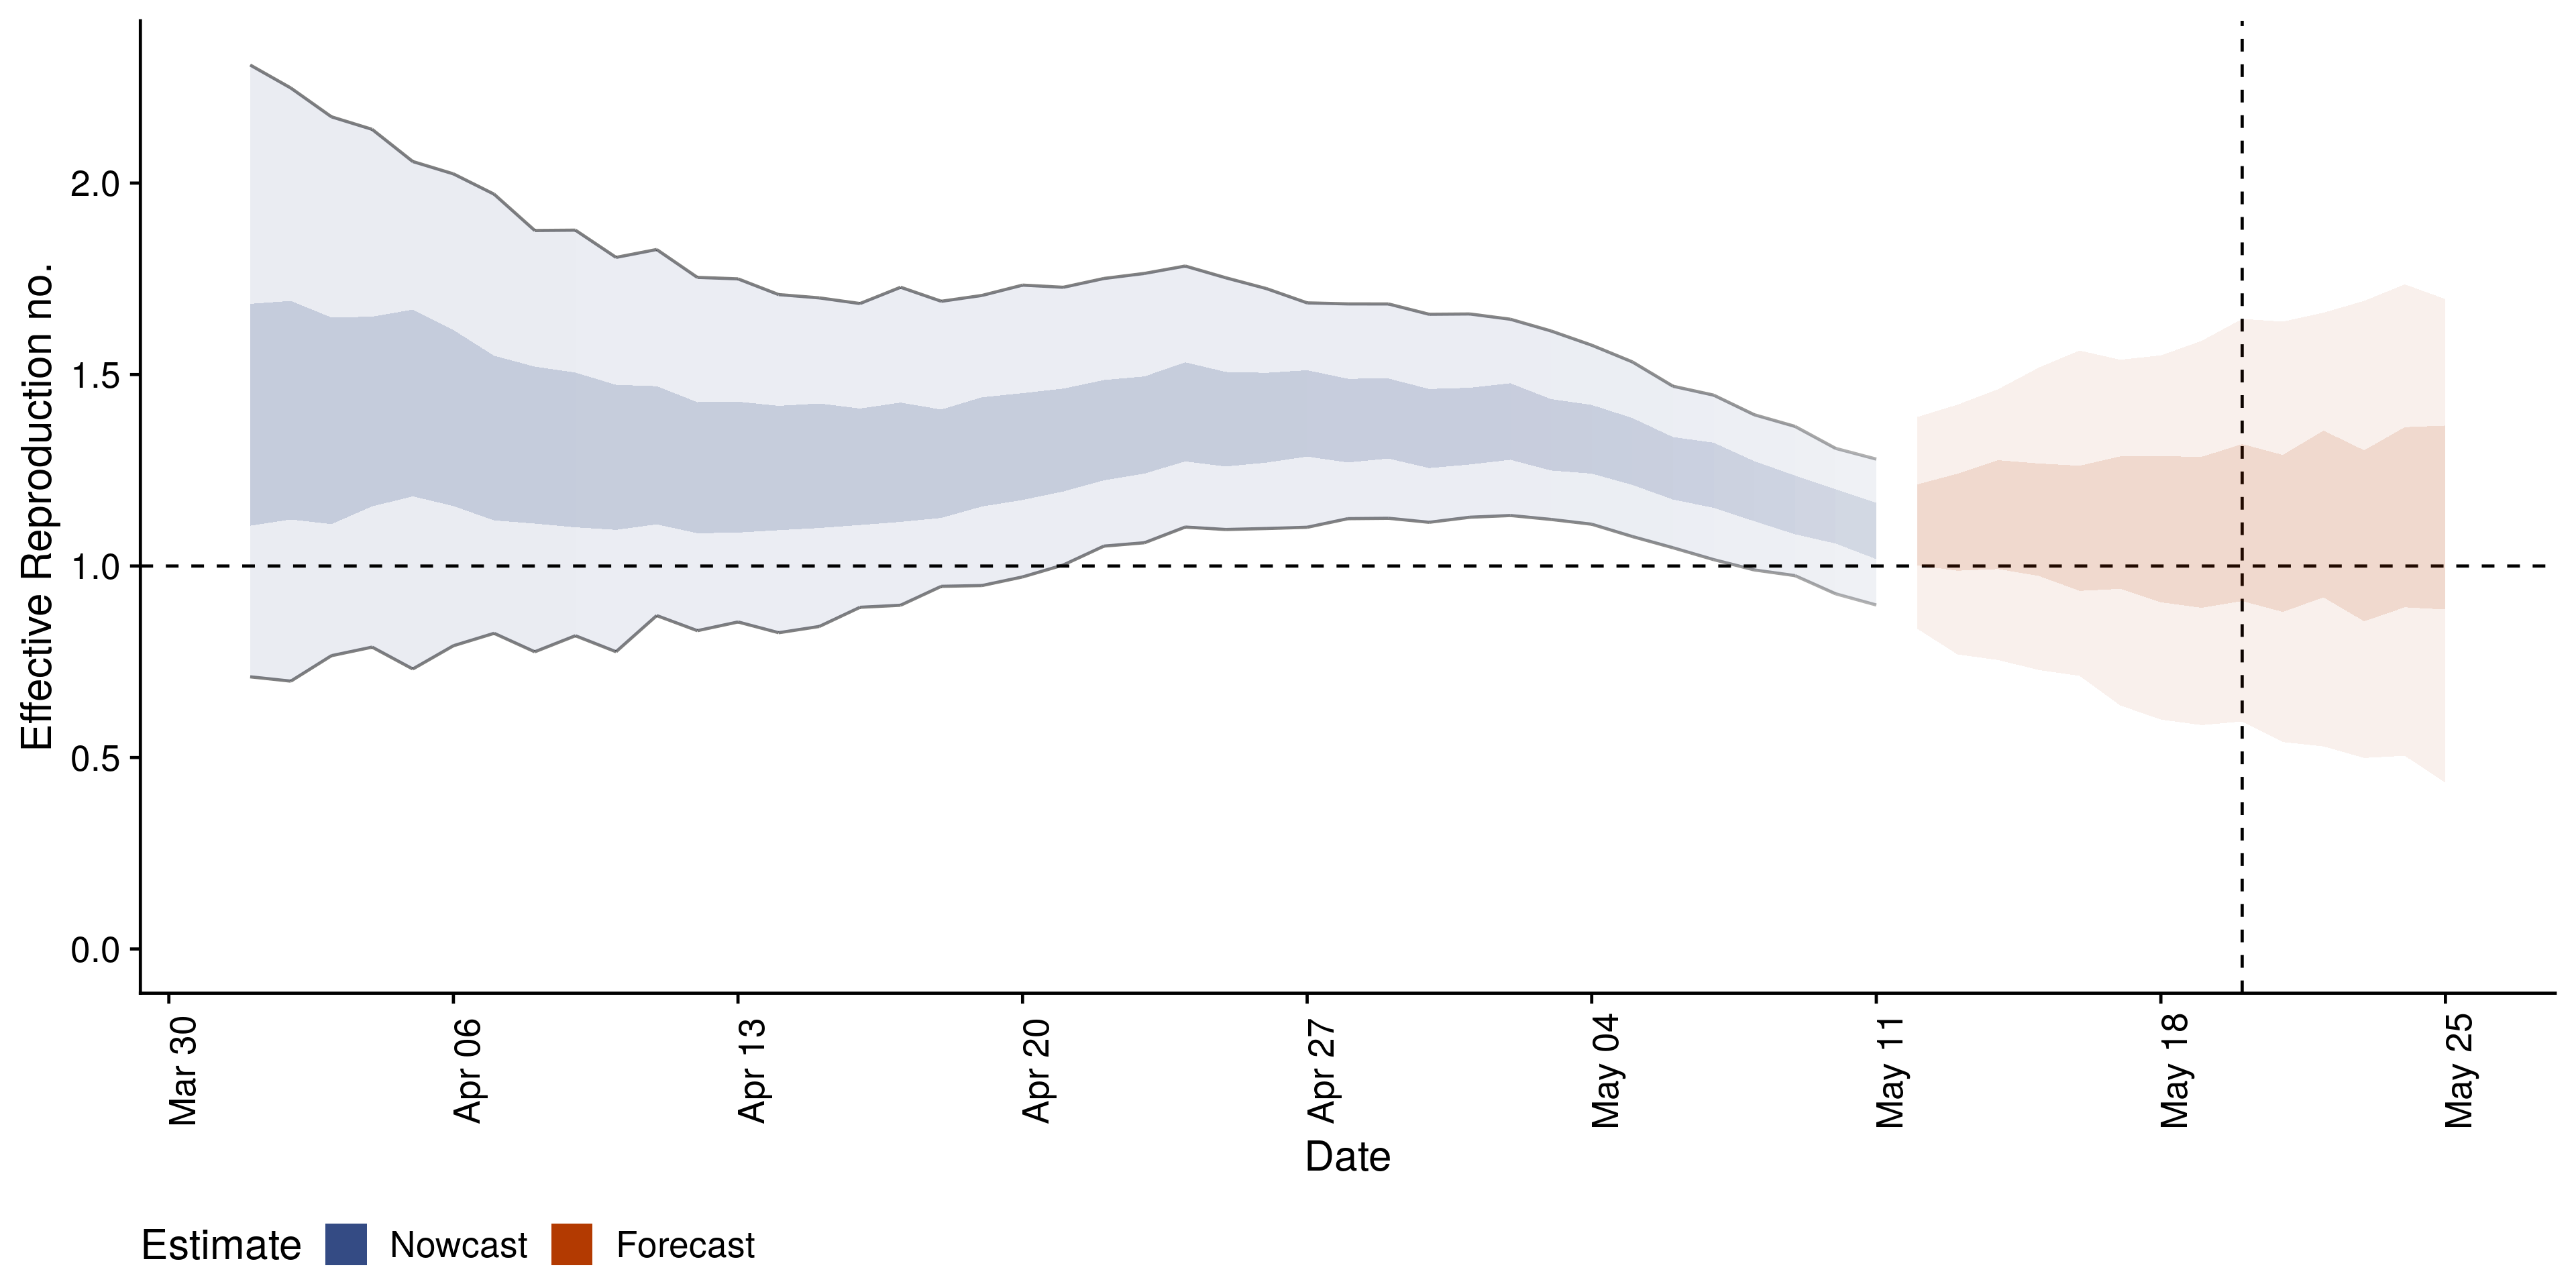 Effective Reproduction no.
2.0
1.5
1.0
0.5
0.0
Mar 30
Apr 06
Apr 13
Apr 20
Apr 27
May 04
May 11
May 18
May 25
Date
Estimate Nowcast Forecast